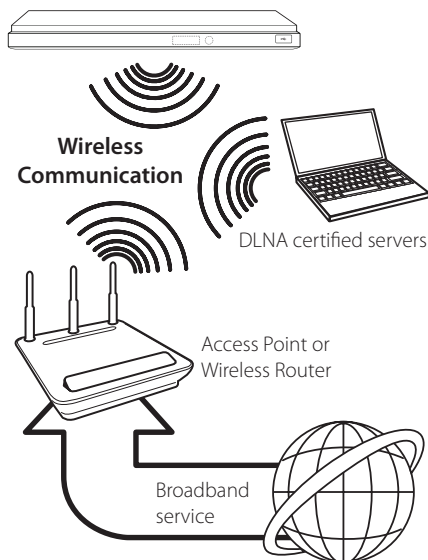 Wireless
Communication
DLNA certified servers
Access Point or
Wireless Router
Broadband
service